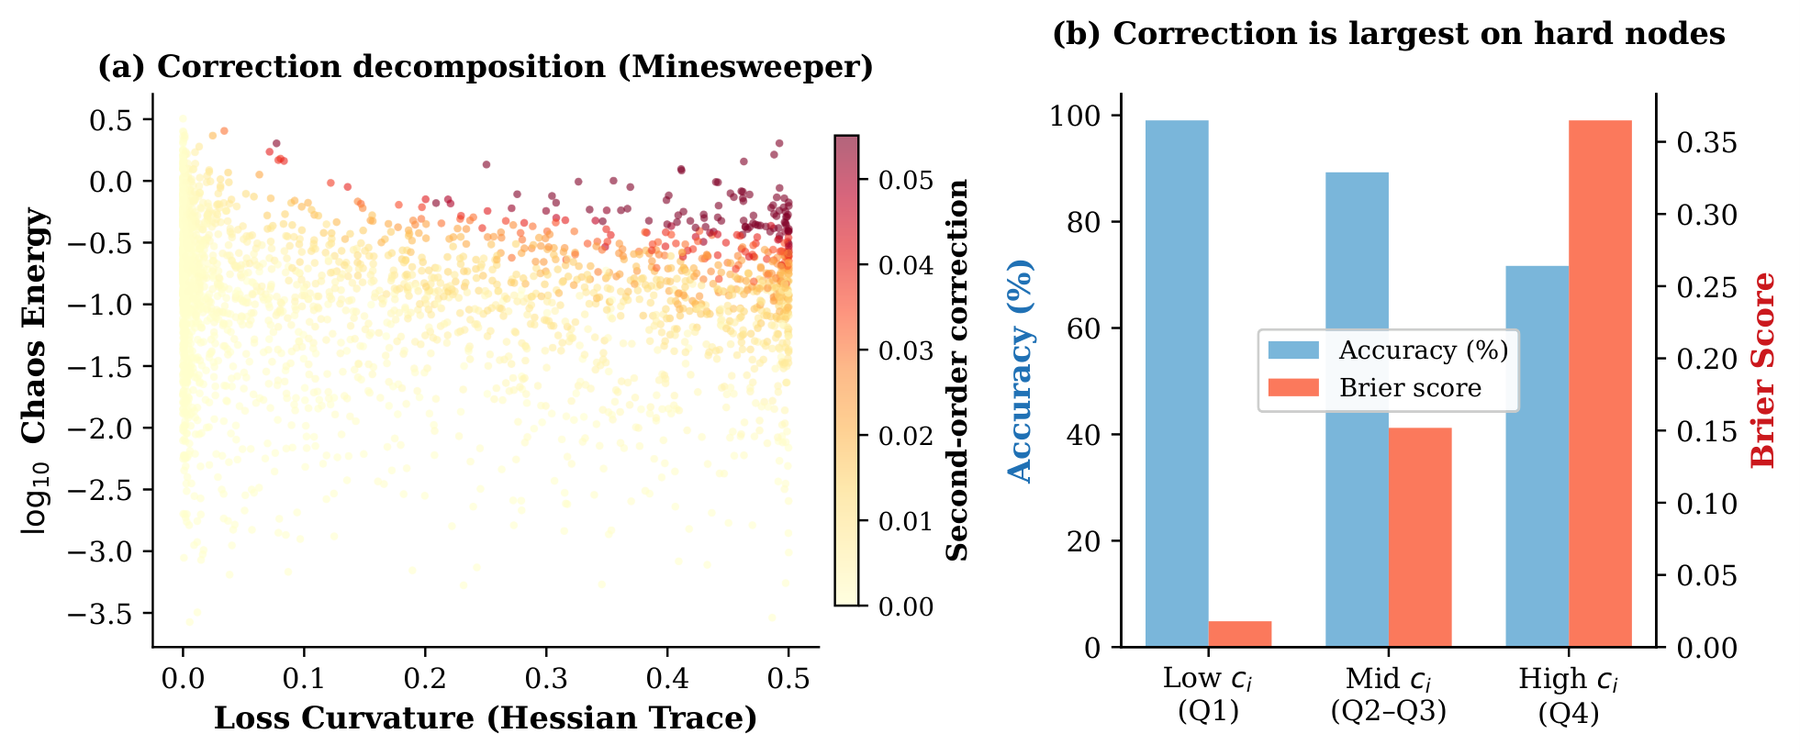 (a) Correction decomposition (Minesweeper)
log₁₀ Chaos Energy
0.5
0.0
−0.5
−1.0
−1.5
−2.0
−2.5
−3.0
−3.5
0.0 0.1 0.2 0.3 0.4 0.5
Loss Curvature (Hessian Trace)
0.05
0.04
0.03
0.02
0.01
0.00
Second-order correction
(b) Correction is largest on hard nodes
Accuracy (%)
100
80
60
40
20
0
Accuracy (%)
Brier score
Low cᵢ Mid cᵢ High cᵢ
(Q1) (Q2–Q3) (Q4)
0.35
0.30
0.25
0.20
0.15
0.10
0.05
0.00
Brier Score